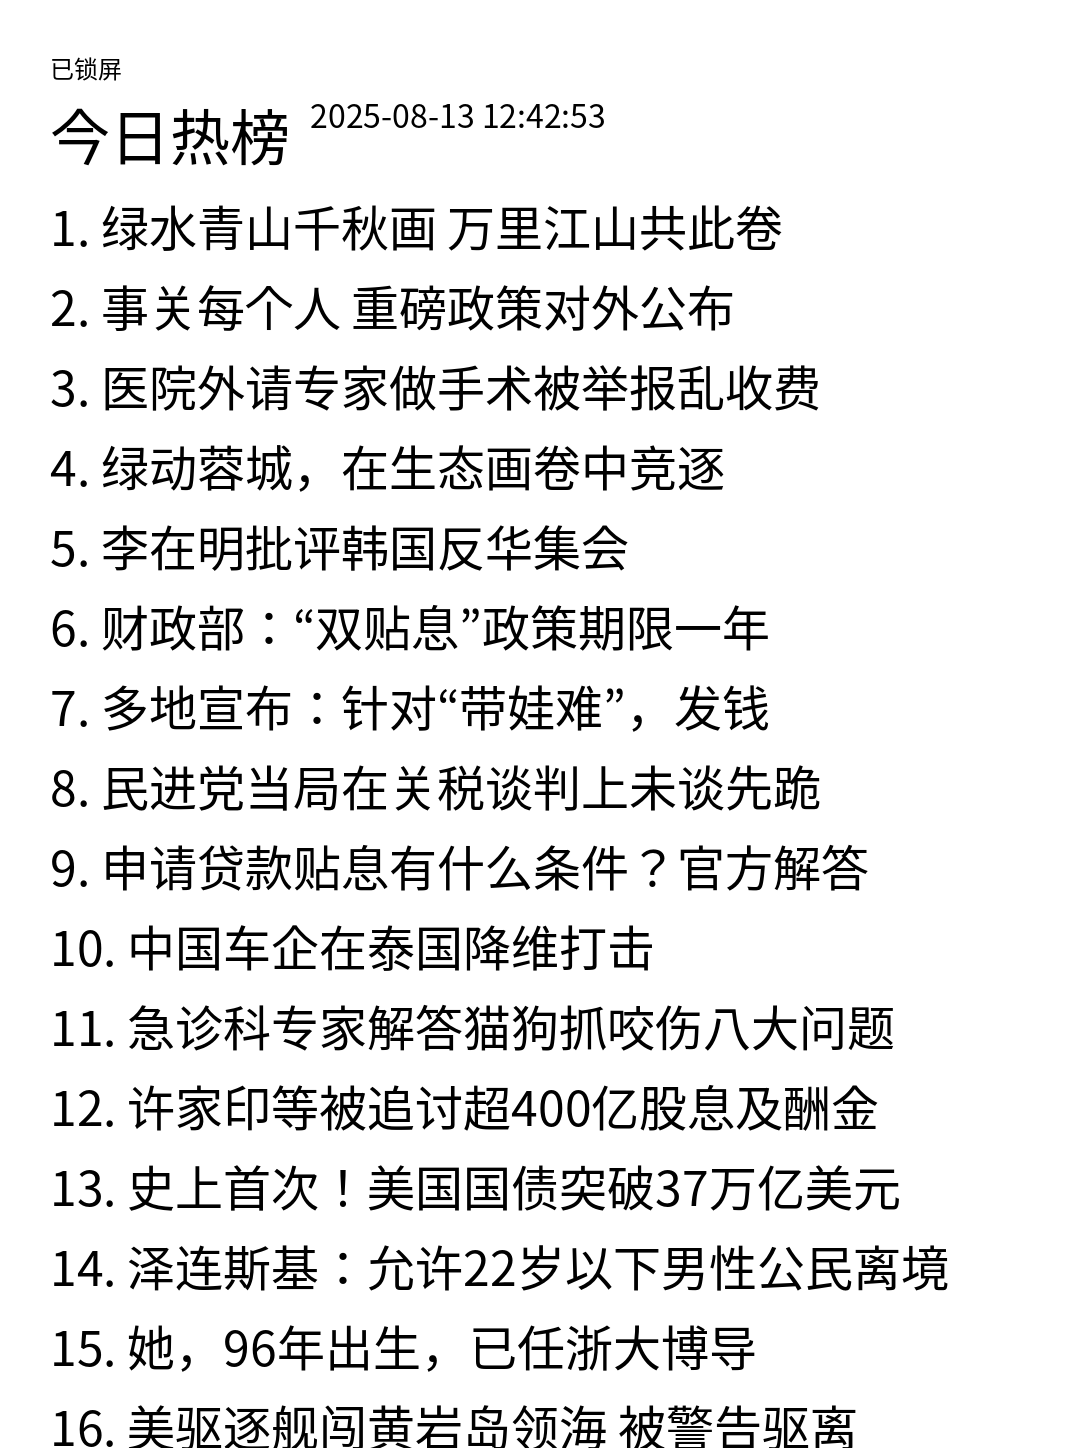 已锁屏
今日热榜 2025-08-13 12:42:53
1. 绿水青山千秋画 万里江山共此卷
2. 事关每个人 重磅政策对外公布
3. 医院外请专家做手术被举报乱收费
4. 绿动蓉城，在生态画卷中竞逐
5. 李在明批评韩国反华集会
6. 财政部：“双贴息”政策期限一年
7. 多地宣布：针对“带娃难”，发钱
8. 民进党当局在关税谈判上未谈先跪
9. 申请贷款贴息有什么条件？官方解答
10. 中国车企在泰国降维打击
11. 急诊科专家解答猫狗抓咬伤八大问题
12. 许家印等被追讨超400亿股息及酬金
13. 史上首次！美国国债突破37万亿美元
14. 泽连斯基：允许22岁以下男性公民离境
15. 她，96年出生，已任浙大博导
16. 美驱逐舰闯黄岩岛领海 被警告驱离